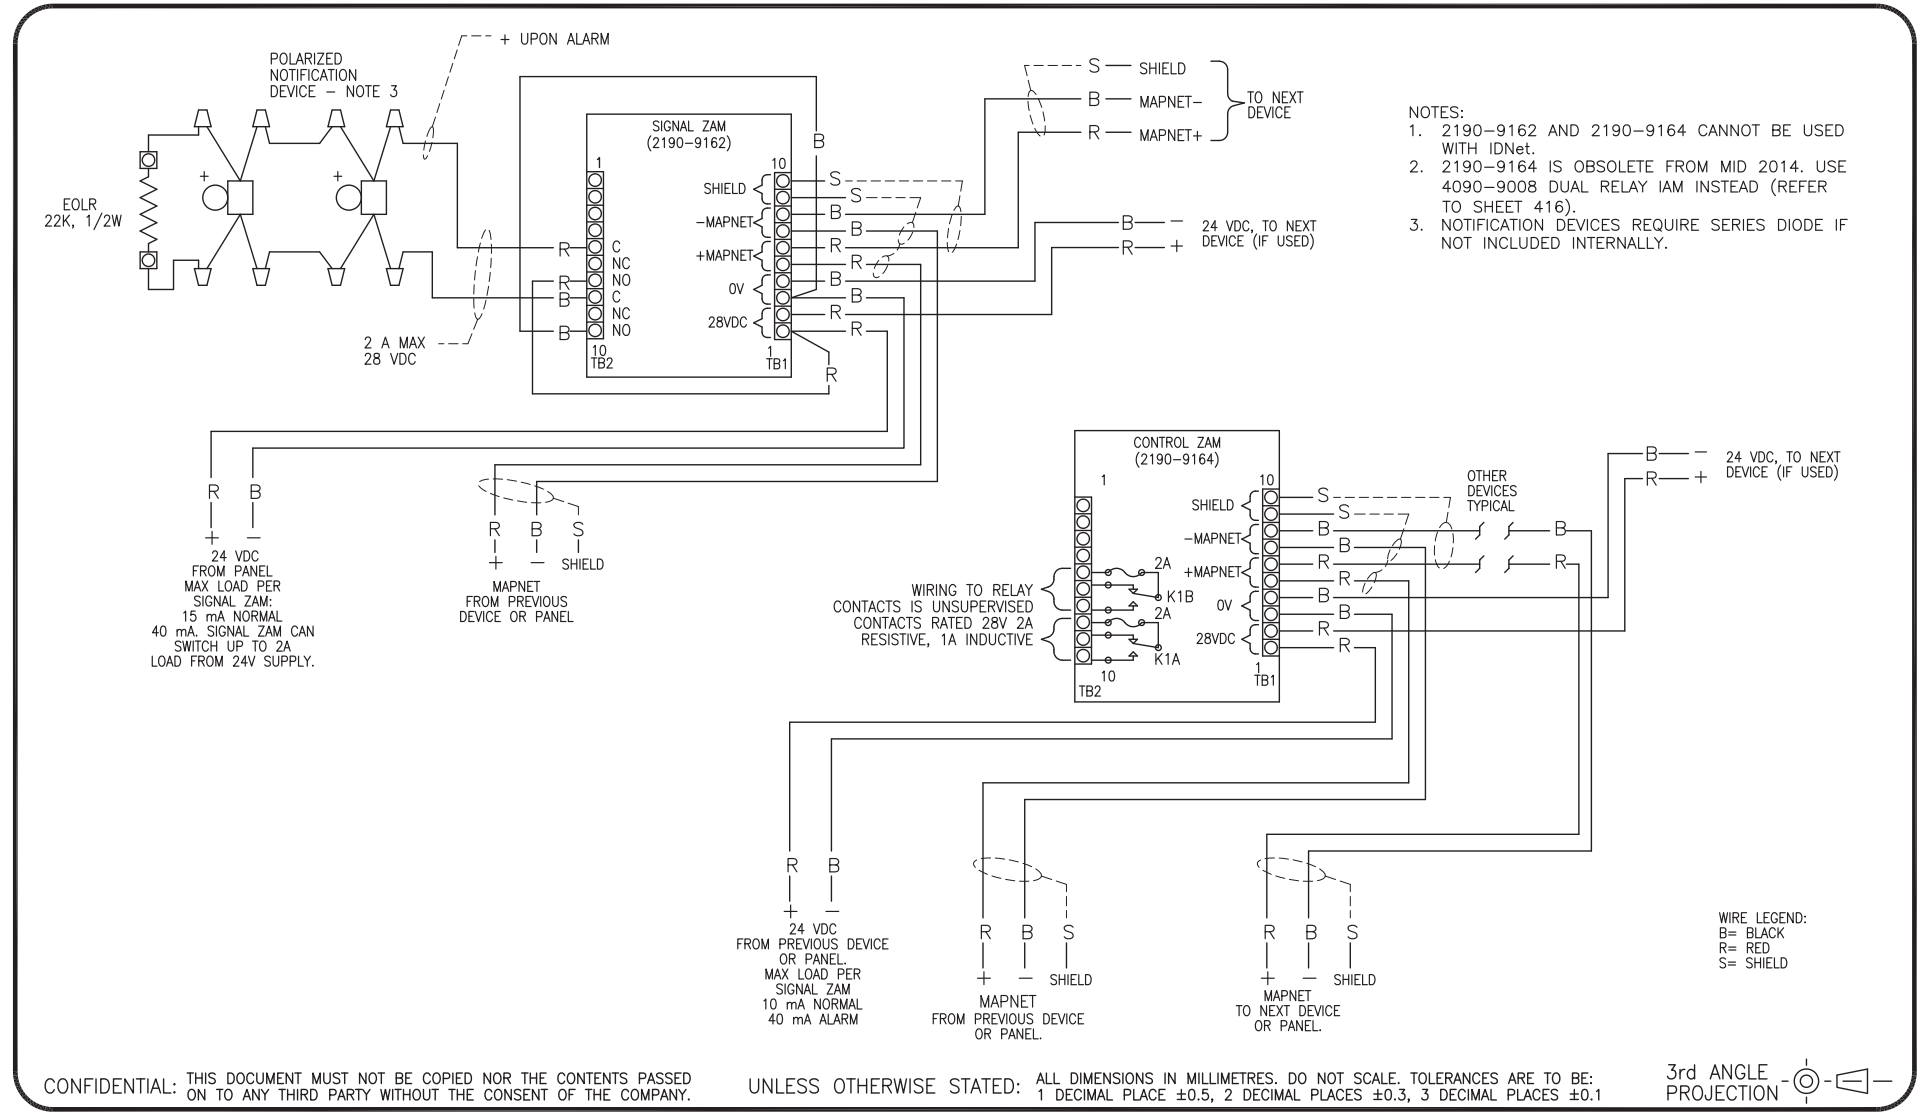 + UPON ALARM
POLARIZED
NOTIFICATION
DEVICE – NOTE 3
+
+
EOLR
22K, 1/2W
2 A MAX
28 VDC
SIGNAL ZAM
(2190–9162)
1
10
SHIELD
–MAPNET
+MAPNET
0V
28VDC
C
NC
NO
C
NC
NO
10
TB2
1
TB1
R
R
B
B
B
S
S
B
B
R
R
B
B
R
R
R
S
SHIELD
B
MAPNET–
R
MAPNET+
TO NEXT
DEVICE
B
–
R
+
24 VDC, TO NEXT
DEVICE (IF USED)
NOTES:
1. 2190–9162 AND 2190–9164 CANNOT BE USED
WITH IDNet.
2. 2190–9164 IS OBSOLETE FROM MID 2014. USE
4090–9008 DUAL RELAY IAM INSTEAD (REFER
TO SHEET 416).
3. NOTIFICATION DEVICES REQUIRE SERIES DIODE IF
NOT INCLUDED INTERNALLY.
R B
+ –
24 VDC
FROM PANEL
MAX LOAD PER
SIGNAL ZAM:
15 mA NORMAL
40 mA. SIGNAL ZAM CAN
SWITCH UP TO 2A
LOAD FROM 24V SUPPLY.
R B S
+ – SHIELD
MAPNET
FROM PREVIOUS
DEVICE OR PANEL
CONTROL ZAM
(2190–9164)
1
10
SHIELD
–MAPNET
+MAPNET
0V
28VDC
2A
K1B
2A
K1A
10
TB2
1
TB1
WIRING TO RELAY
CONTACTS IS UNSUPERVISED
CONTACTS RATED 28V 2A
RESISTIVE, 1A INDUCTIVE
S
S
B
B
R
R
B
B
R
R
OTHER
DEVICES
TYPICAL
B
R
B
–
R
+
24 VDC, TO NEXT
DEVICE (IF USED)
R B
+ –
24 VDC
FROM PREVIOUS DEVICE
OR PANEL.
MAX LOAD PER
SIGNAL ZAM
10 mA NORMAL
40 mA ALARM
R B S
+ – SHIELD
MAPNET
FROM PREVIOUS DEVICE
OR PANEL.
R B S
+ – SHIELD
MAPNET
TO NEXT DEVICE
OR PANEL.
WIRE LEGEND:
B= BLACK
R= RED
S= SHIELD
CONFIDENTIAL: THIS DOCUMENT MUST NOT BE COPIED NOR THE CONTENTS PASSED
ON TO ANY THIRD PARTY WITHOUT THE CONSENT OF THE COMPANY.
UNLESS OTHERWISE STATED: ALL DIMENSIONS IN MILLIMETRES. DO NOT SCALE. TOLERANCES ARE TO BE:
1 DECIMAL PLACE ±0.5, 2 DECIMAL PLACES ±0.3, 3 DECIMAL PLACES ±0.1
3rd ANGLE
PROJECTION